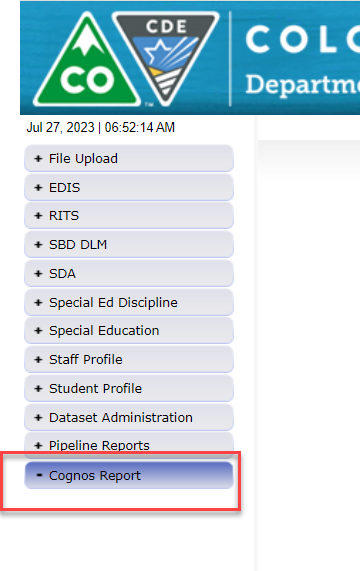 CO
CDE
COLO
Departme
Jul 27, 2023 | 06:52:14 AM
+ File Upload
+ EDIS
+ RITS
+ SBD DLM
+ SDA
+ Special Ed Discipline
+ Special Education
+ Staff Profile
+ Student Profile
+ Dataset Administration
+ Pipeline Reports
- Cognos Report